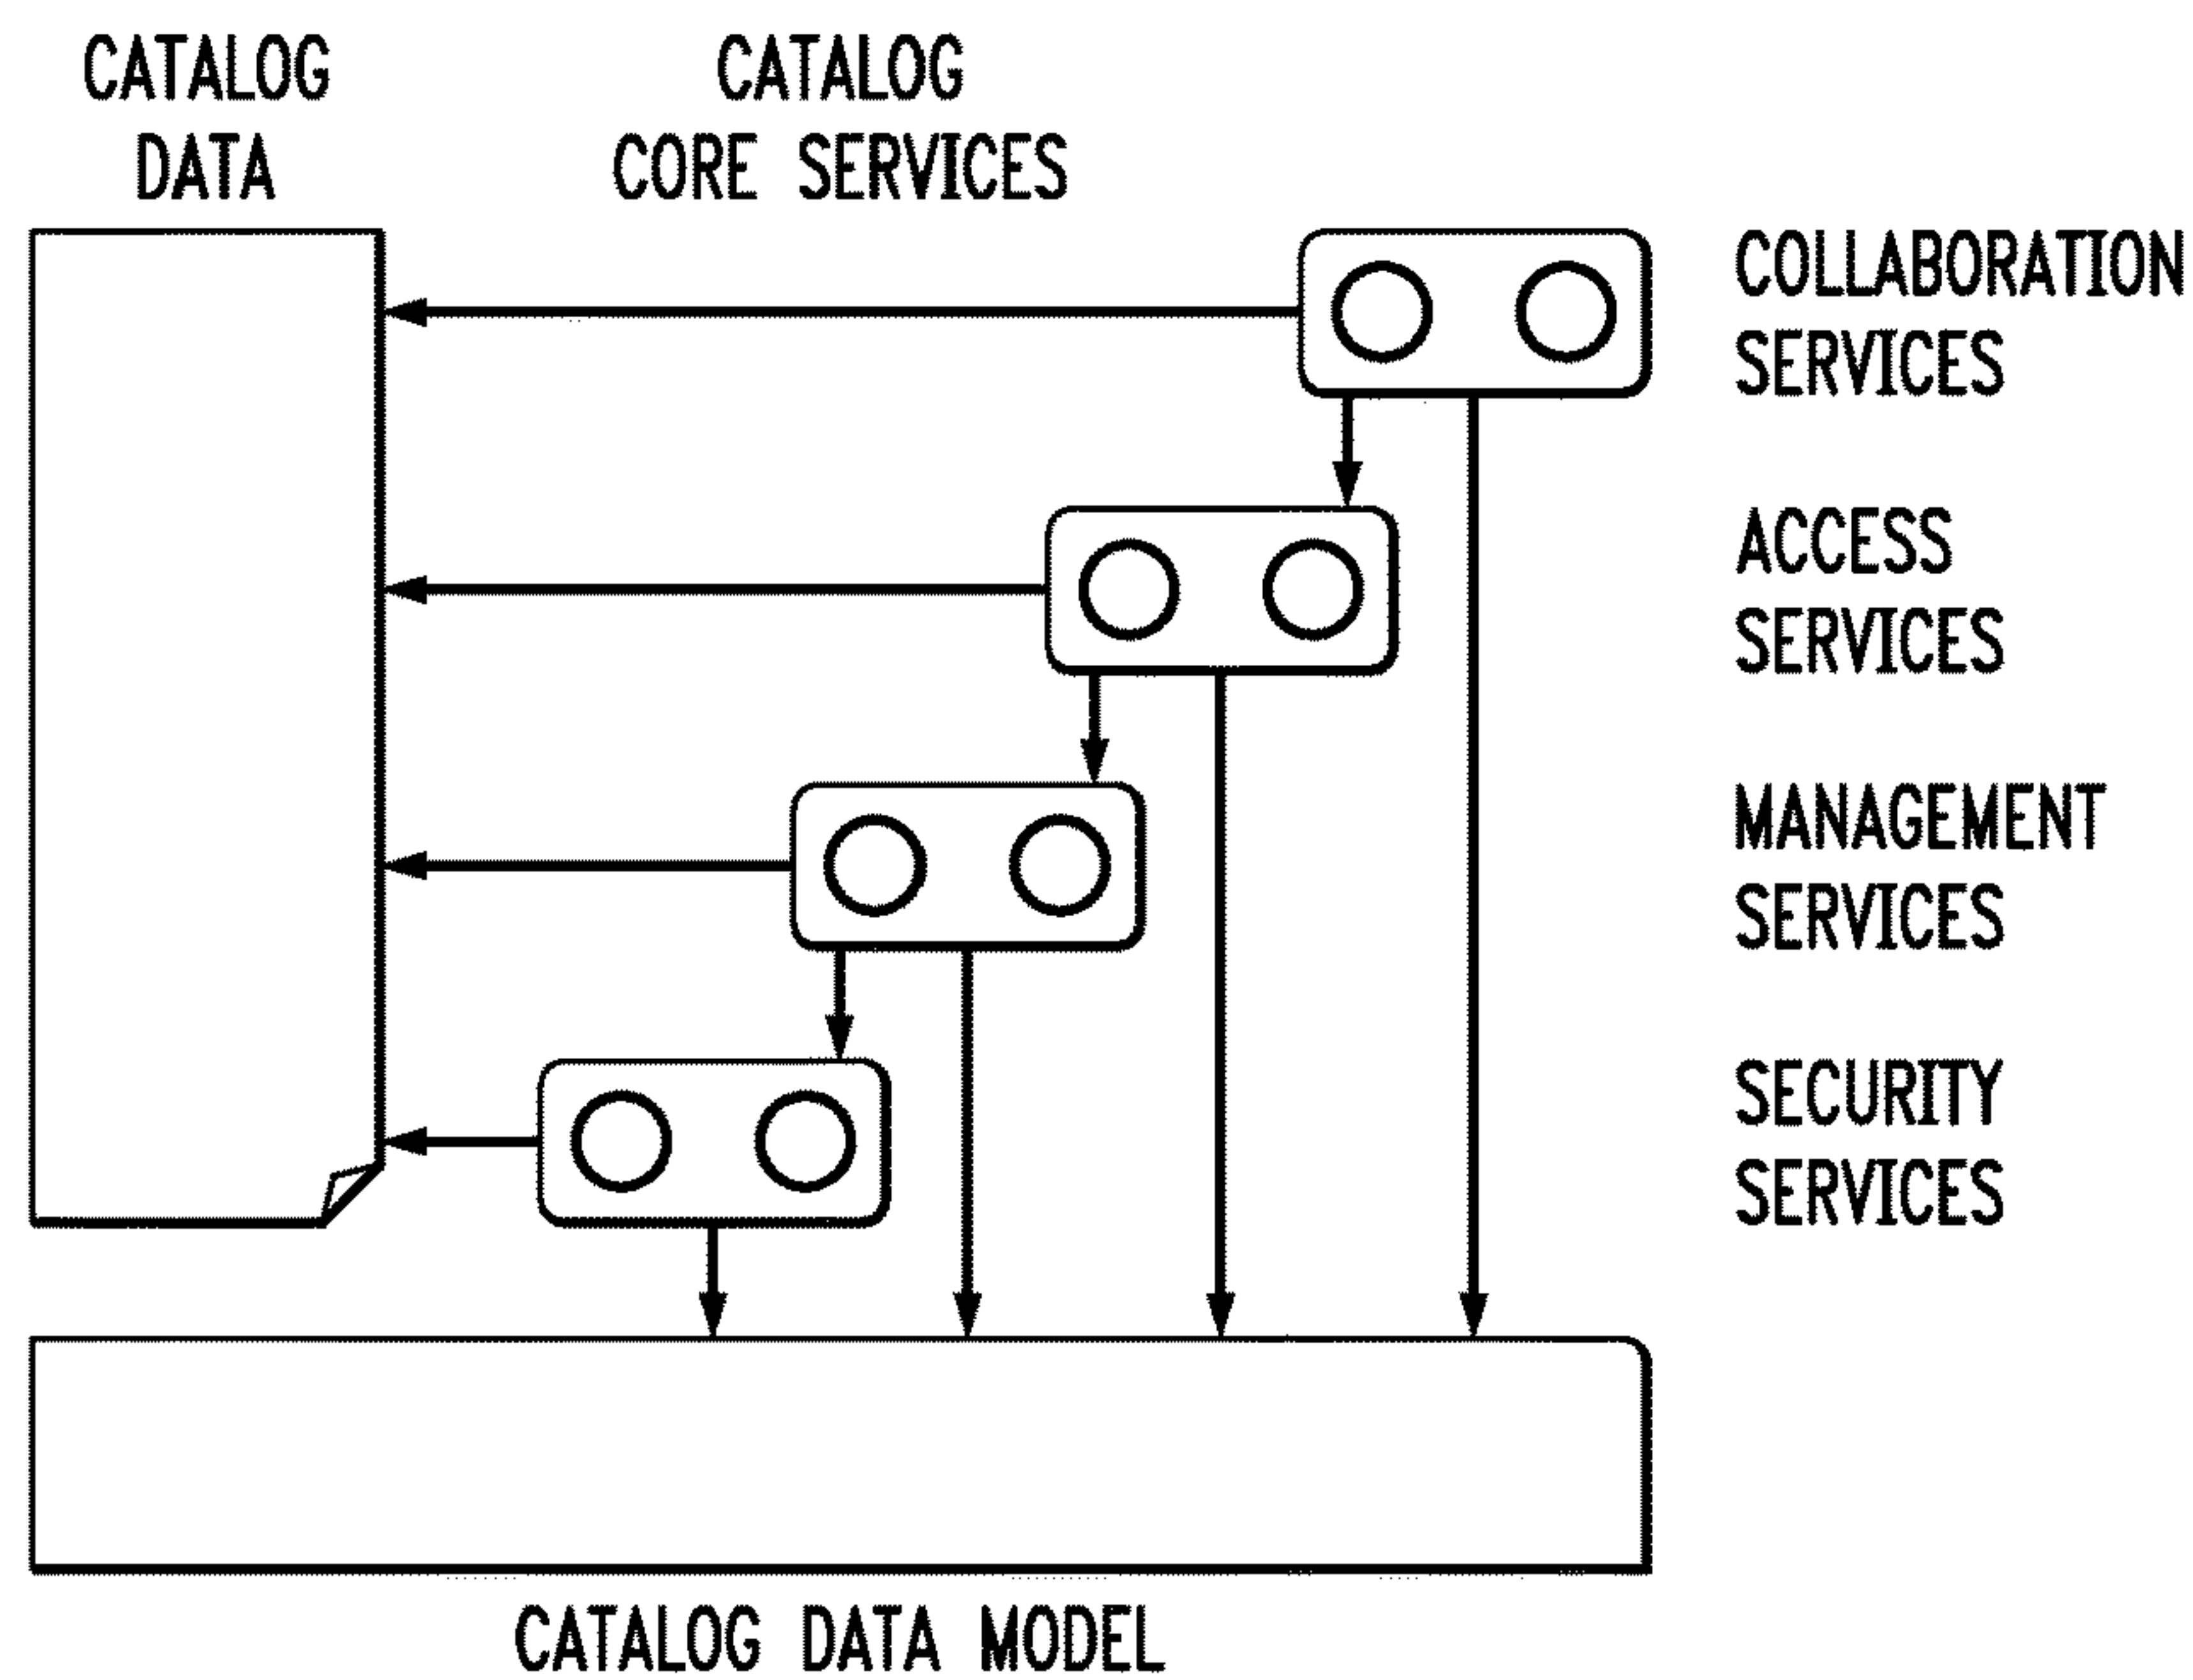 CATALOG
DATA
CATALOG
CORE SERVICES
COLLABORATION
SERVICES
ACCESS
SERVICES
MANAGEMENT
SERVICES
SECURITY
SERVICES
CATALOG DATA MODEL